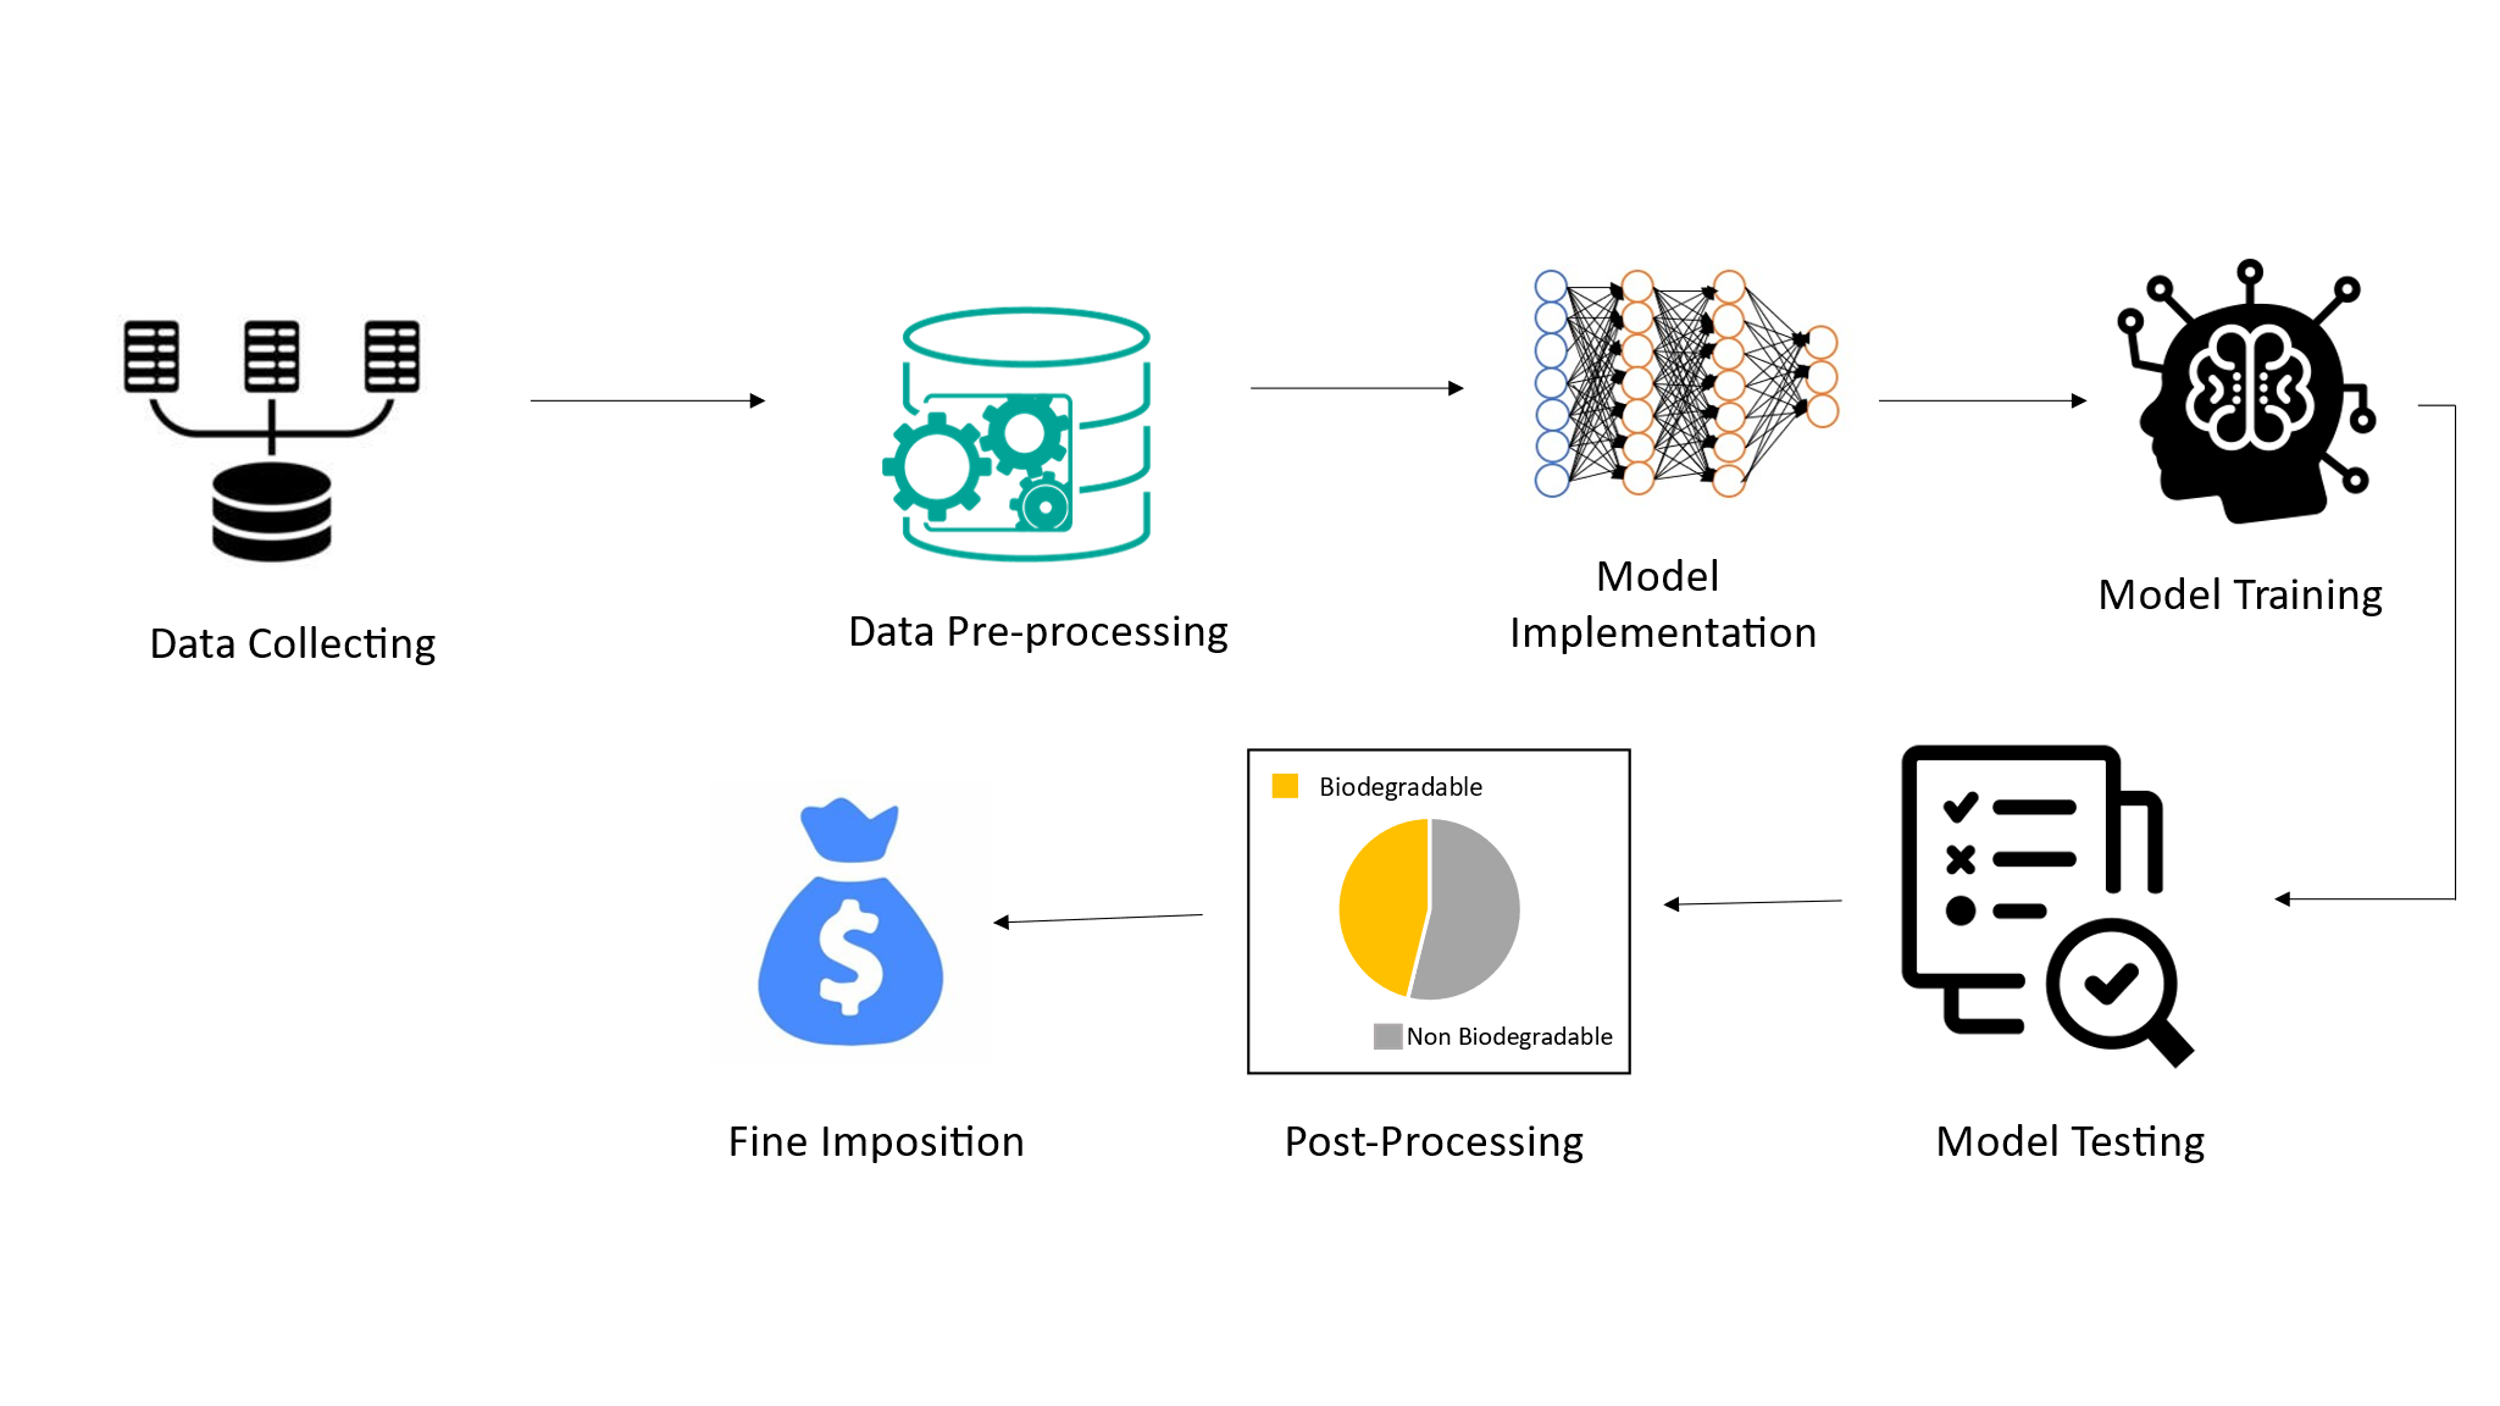 Data Collecting
Data Pre-processing
Model
Implementation
Model Training
Biodegradable
Non Biodegradable
Fine Imposition
Post-Processing
Model Testing